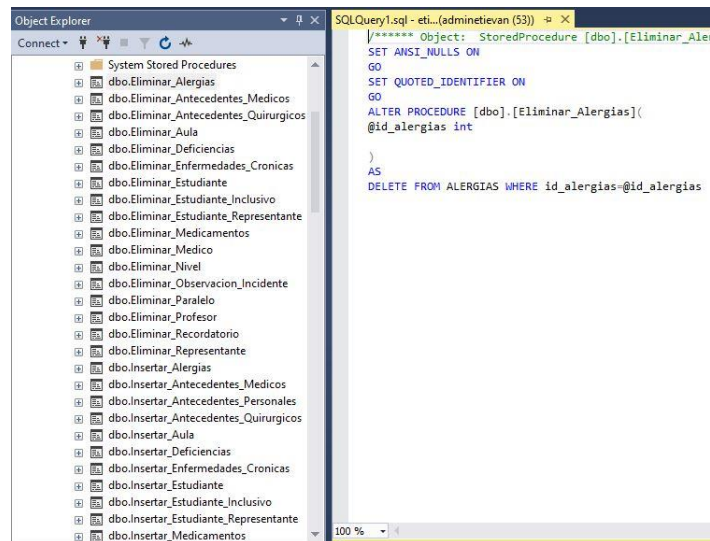 Object Explorer
Connect
System Stored Procedures
dbo.Eliminar_Alergias
dbo.Eliminar_Antecedentes_Medicos
dbo.Eliminar_Antecedentes_Quirurgicos
dbo.Eliminar_Aula
dbo.Eliminar_Deficiencias
dbo.Eliminar_Enfermedades_Cronicas
dbo.Eliminar_Estudiante
dbo.Eliminar_Estudiante_Inclusivo
dbo.Eliminar_Estudiante_Representante
dbo.Eliminar_Medicamentos
dbo.Eliminar_Medico
dbo.Eliminar_Nivel
dbo.Eliminar_Observacion_Incidente
dbo.Eliminar_Paralelo
dbo.Eliminar_Profesor
dbo.Eliminar_Recordatorio
dbo.Eliminar_Representante
dbo.Insertar_Alergias
dbo.Insertar_Antecedentes_Medicos
dbo.Insertar_Antecedentes_Personales
dbo.Insertar_Antecedentes_Quirurgicos
dbo.Insertar_Aula
dbo.Insertar_Deficiencias
dbo.Insertar_Enfermedades_Cronicas
dbo.Insertar_Estudiante
dbo.Insertar_Estudiante_Inclusivo
dbo.Insertar_Estudiante_Representante
dbo.Insertar_Medicamentos
SQLQuery1.sql - eti...(adminetievan (53))
/****** Object: StoredProcedure [dbo].[Eliminar_Aler
SET ANSI_NULLS ON
GO
SET QUOTED_IDENTIFIER ON
GO
ALTER PROCEDURE [dbo].[Eliminar_Alergias](
@id_alergias int
)
AS
DELETE FROM ALERGIAS WHERE id_alergias=@id_alergias
100 %